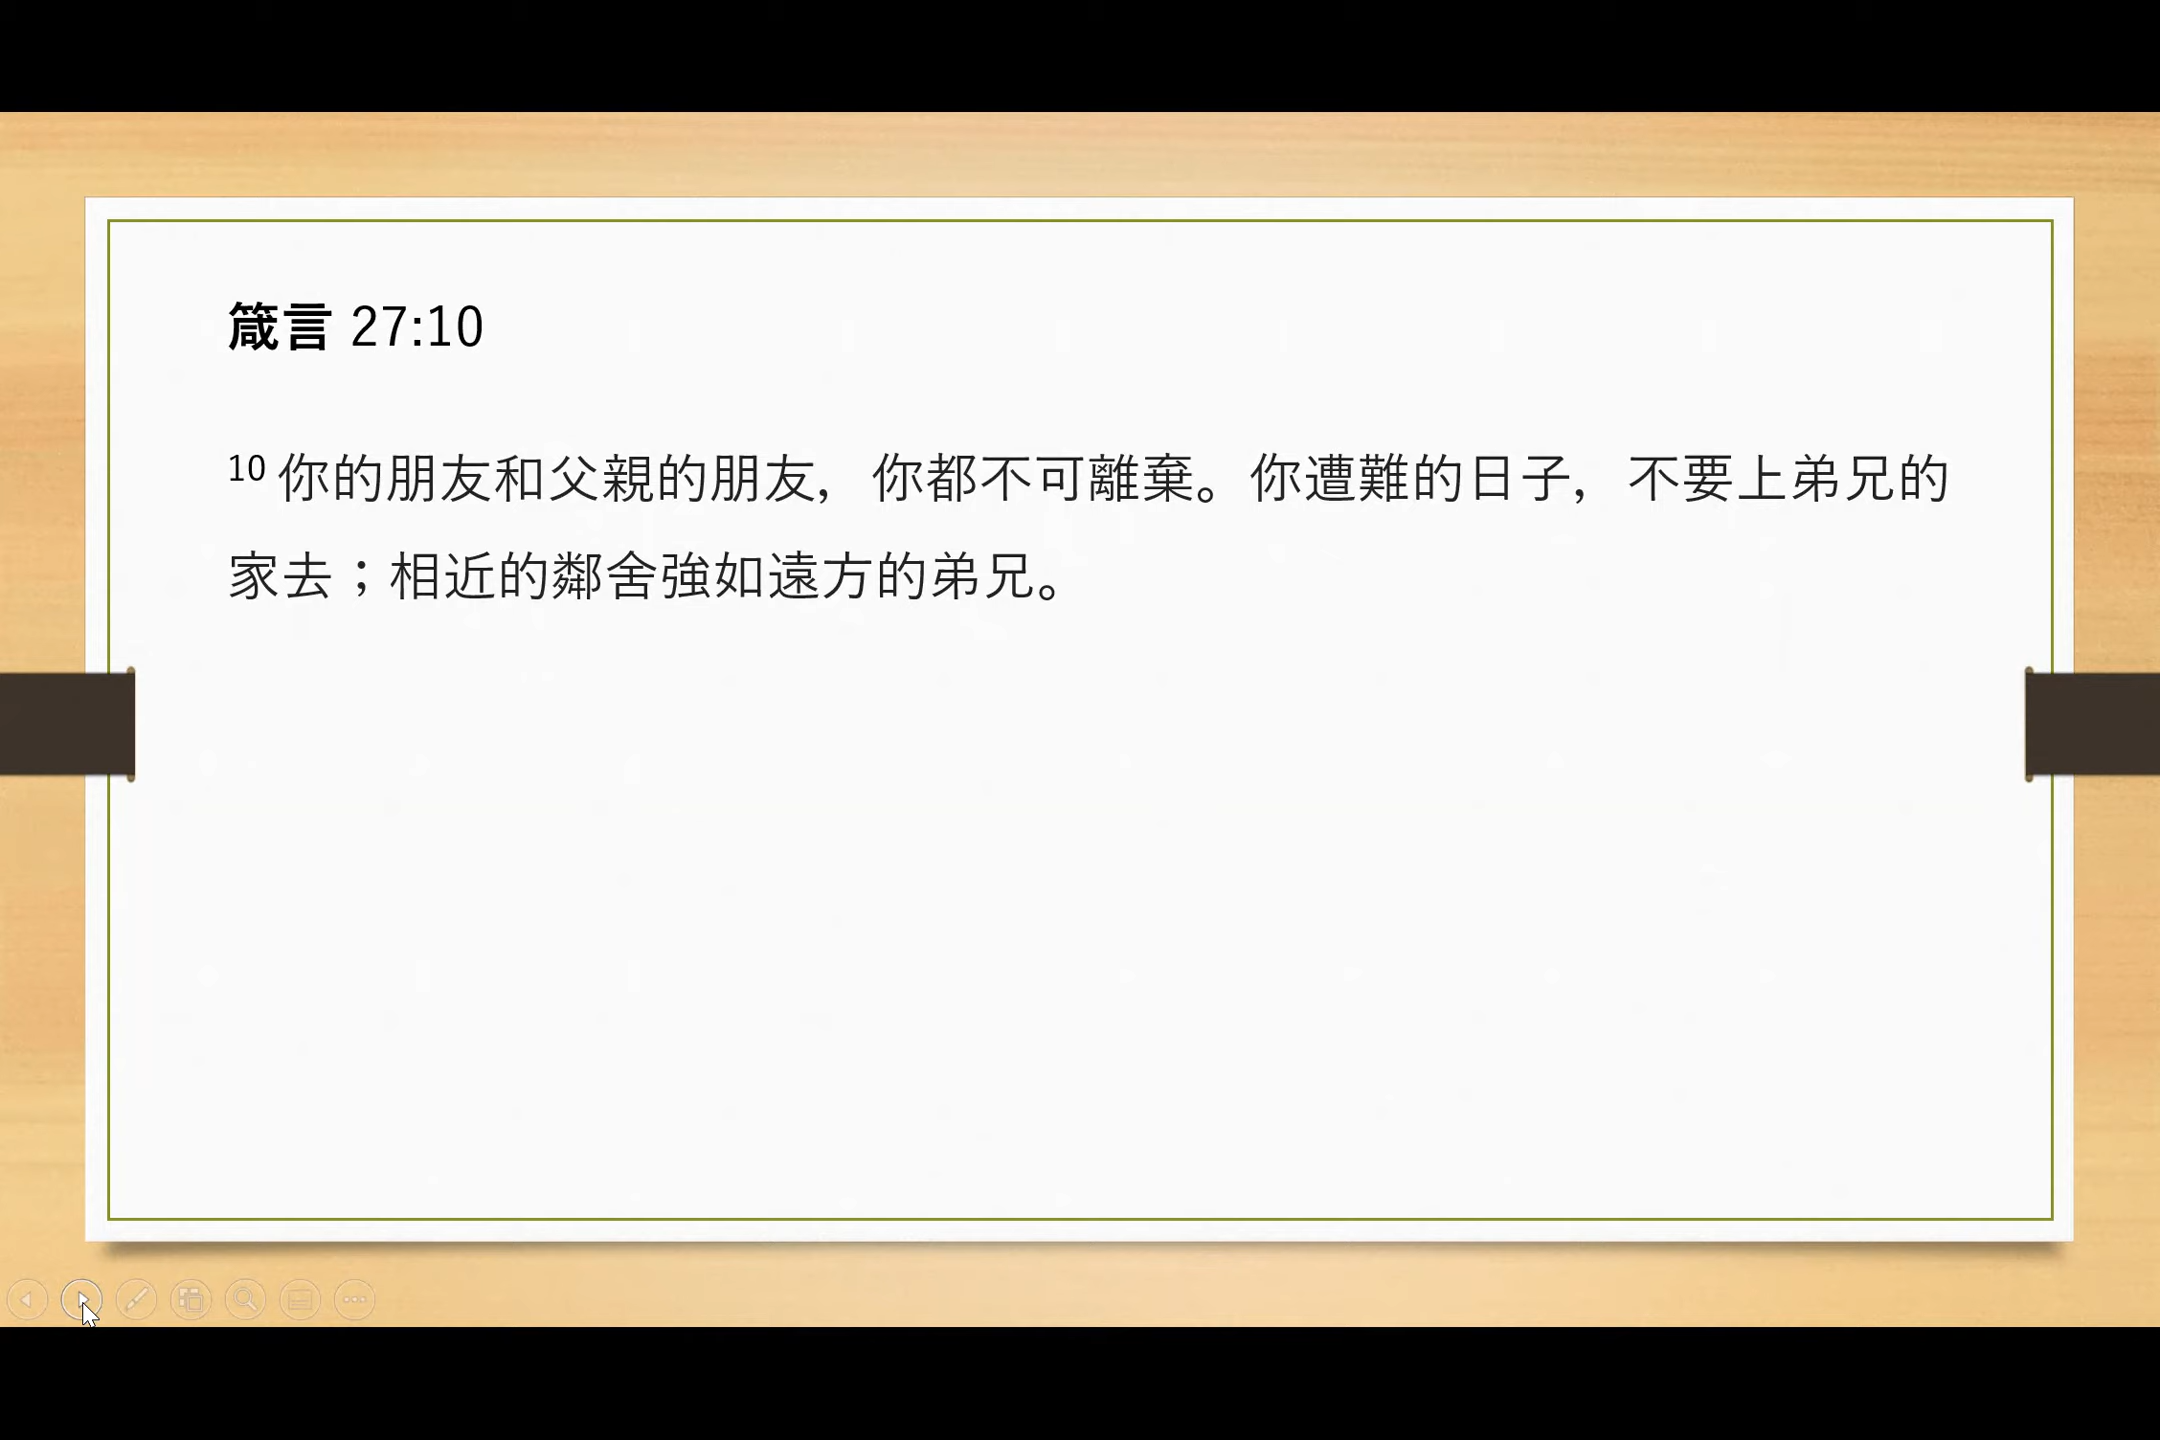 箴言 27:10
10 你的朋友和父親的朋友，你都不可離棄。你遭難的日子，不要上弟兄的
家去；相近的鄰舍強如遠方的弟兄。